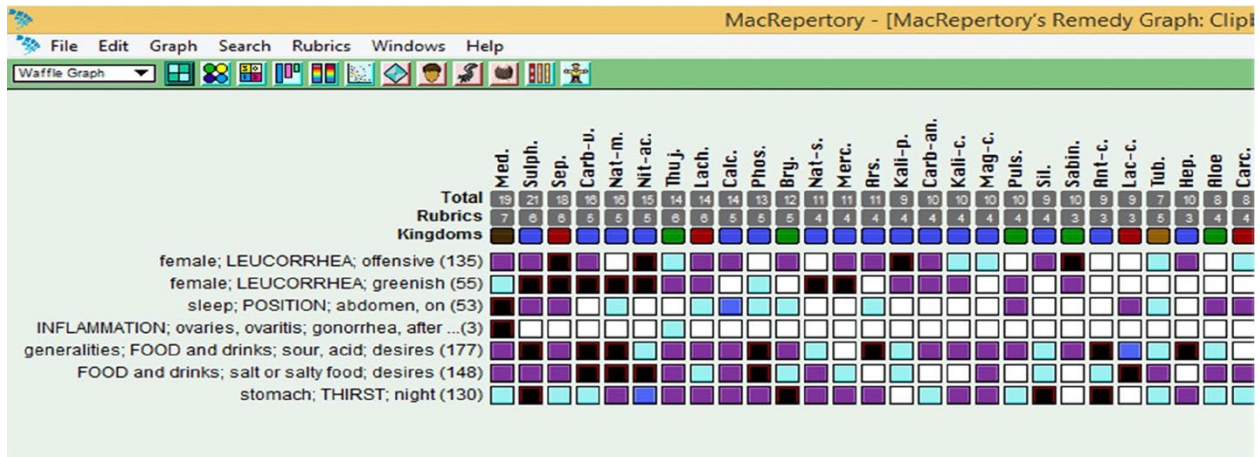 MacRepertory - [MacRepertory's Remedy Graph: Clip
File Edit Graph Search Rubrics Windows Help
Waffle Graph
Med. Sulph. Sep. Carb-v. Nat-m. Nit-ac. Thuj. Lach. Calc. Phos. Bry. Nat-s. Merc. Ars. Kali-p. Carb-an. Kali-c. Mag-c. Puls. Sil. Sabin. Ant-c. Lac-c. Tub. Hep. Aloe Carc.
Total 19 21 18 16 16 15 14 14 14 13 12 11 11 11 9 10 10 10 10 9 10 9 9 7 10 8 8
Rubrics 7 6 6 5 5 5 6 6 5 5 5 4 4 4 4 4 4 4 4 4 3 3 3 5 3 4 4
Kingdoms
female; LEUCORRHEA; offensive (135)
female; LEUCORRHEA; greenish (55)
sleep; POSITION; abdomen, on (53)
INFLAMMATION; ovaries, ovaritis; gonorrhea, after ...(3)
generalities; FOOD and drinks; sour, acid; desires (177)
FOOD and drinks; salt or salty food; desires (148)
stomach; THIRST; night (130)